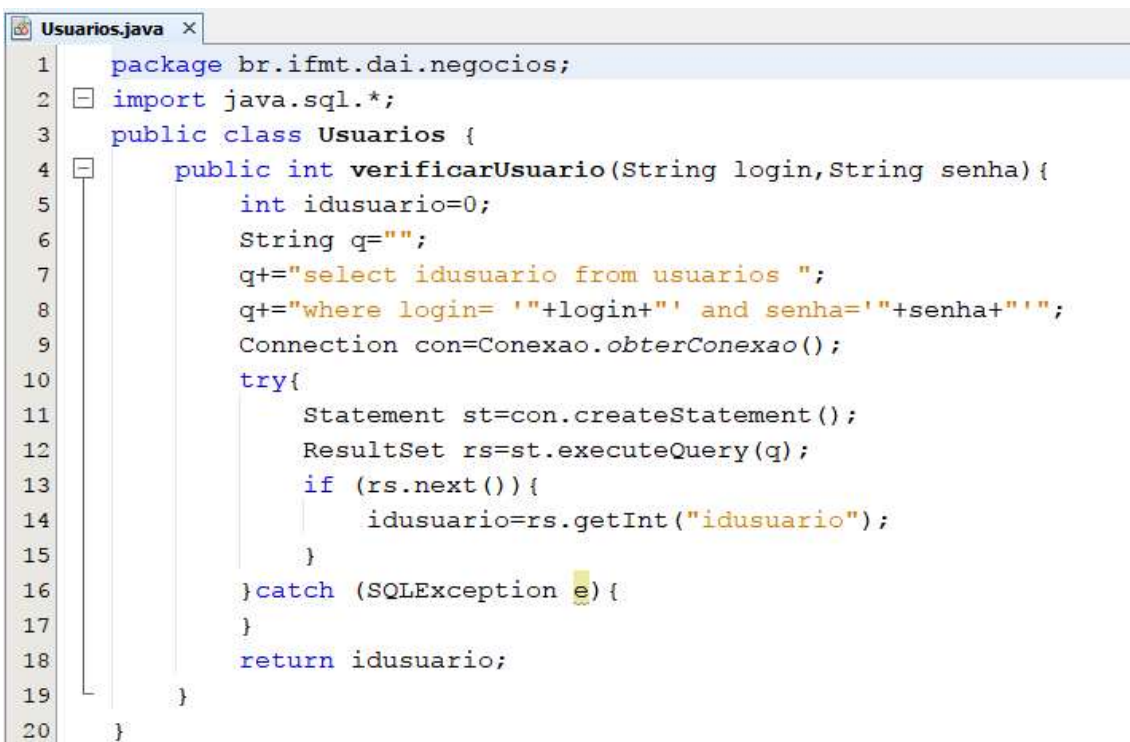 Usuarios.java ×
1 package br.ifmt.dai.negocios;
2 import java.sql.*;
3 public class Usuarios {
4 public int verificarUsuario(String login,String senha){
5 int idusuario=0;
6 String q="";
7 q+="select idusuario from usuarios ";
8 q+="where login= '"+login+"' and senha='"+senha+"'";
9 Connection con=Conexao.obterConexao();
10 try{
11 Statement st=con.createStatement();
12 ResultSet rs=st.executeQuery(q);
13 if (rs.next()){
14 idusuario=rs.getInt("idusuario");
15 }
16 }catch (SQLException e){
17 }
18 return idusuario;
19 }
20 }